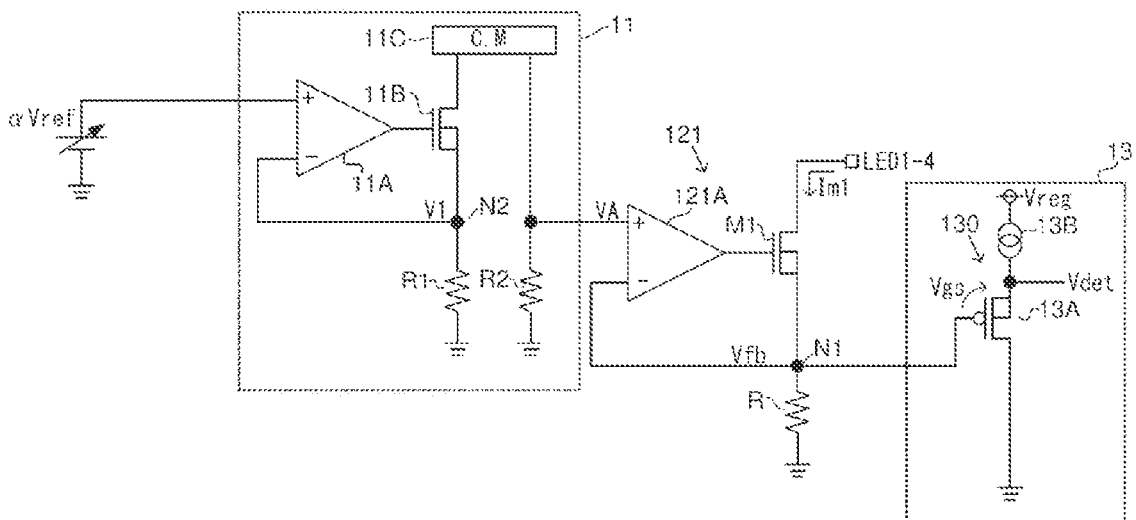 11
11C
C.M
11B
αVref
+
-
11A
V1
N2
R1
R2
VA
121
121A
+
-
M1
LED1-4
↓Im1
13
Vreg
13B
130
Vdet
Vgs
13A
Vfb
N1
R